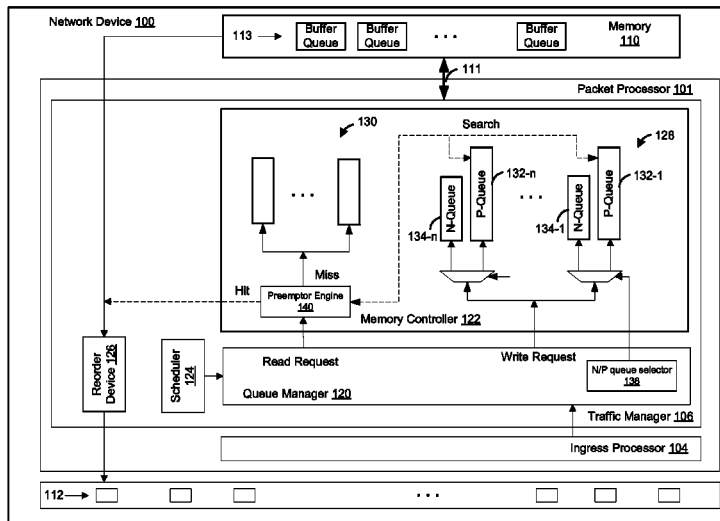 Network Device 100
113
Buffer Queue
Buffer Queue
...
Buffer Queue
Memory 110
111
Packet Processor 101
130
Search
128
...
N-Queue
P-Queue
132-n
134-n
...
N-Queue
P-Queue
132-1
134-1
Hit
Miss
Preemptor Engine 140
Memory Controller 122
Reorder Device 126
Scheduler 124
Read Request
Write Request
N/P queue selector 138
Queue Manager 120
Traffic Manager 106
Ingress Processor 104
112
...